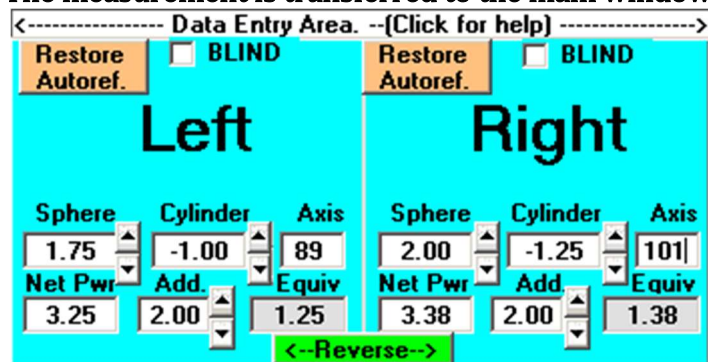 The measurement is transferred to the main window
<----------------- Data Entry Area. --(Click for help) ----------------->
Restore Autoref. BLIND Restore Autoref. BLIND
Left Right
Sphere Cylinder Axis Sphere Cylinder Axis
1.75 -1.00 89 2.00 -1.25 101
Net Pwr Add. Equiv Net Pwr Add. Equiv
3.25 2.00 1.25 3.38 2.00 1.38
<--Reverse-->